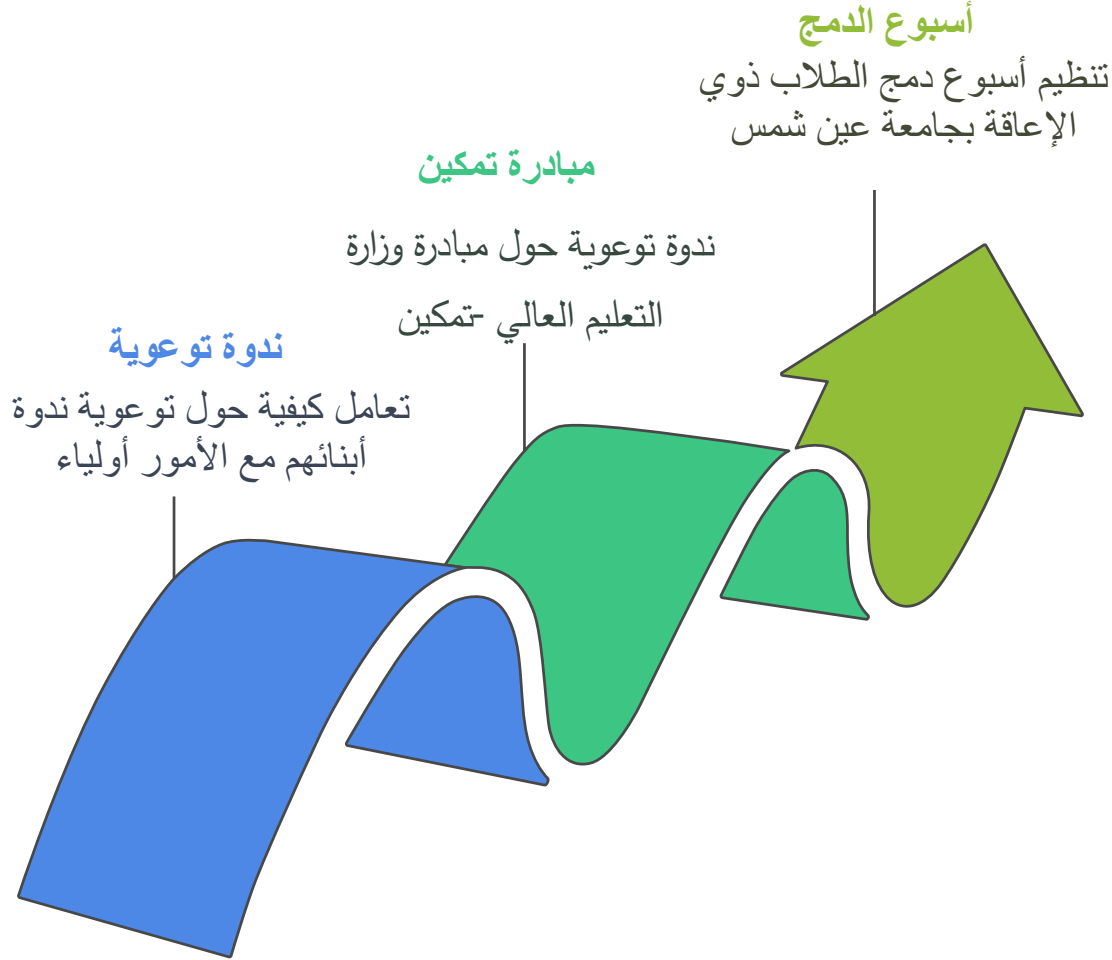 أسبوع الدمج
تنظيم أسبوع دمج الطلاب ذوي
الإعاقة بجامعة عين شمس
مبادرة تمكين
ندوة توعوية حول مبادرة وزارة
التعليم العالي -تمكين
ندوة توعوية
تعامل كيفية حول توعوية ندوة
أبنائهم مع الأمور أولياء